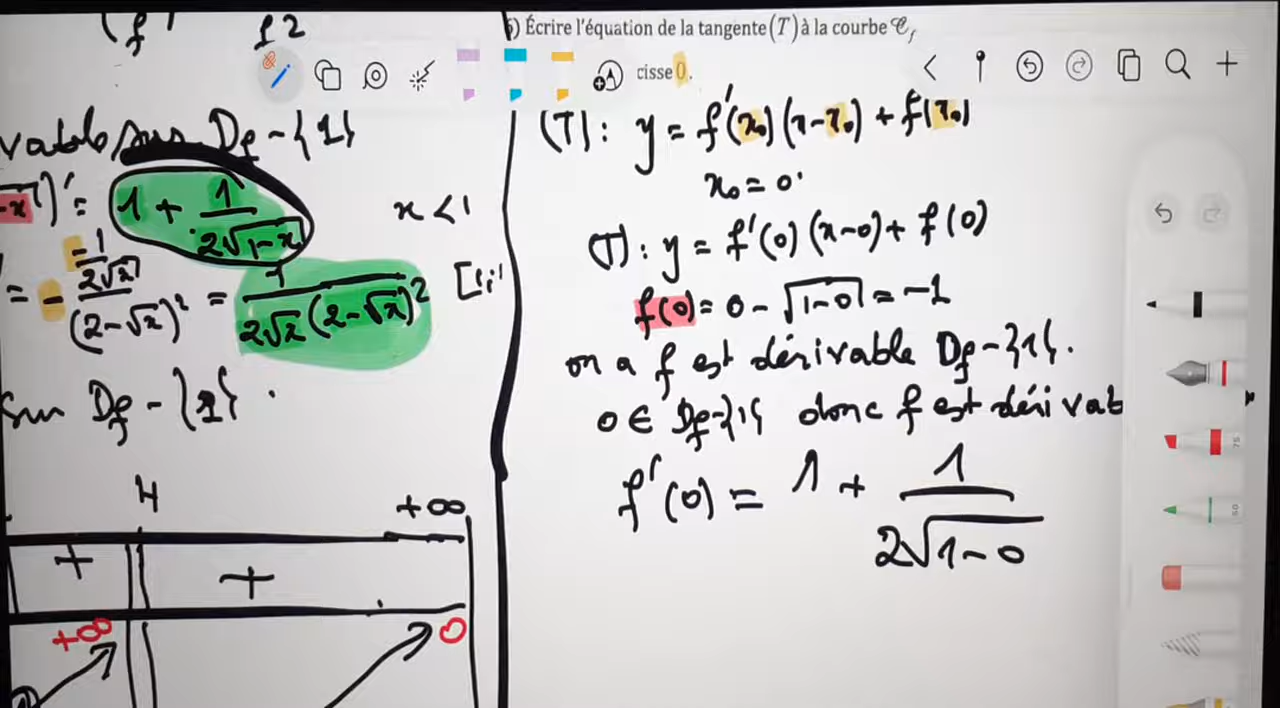 ) Écrire l'équation de la tangente (T) à la courbe 𝒞f
cisse 0.
vable sur Df - {1}
-x)' = 1 + 1/(2√(1-x)) x < 1
= - (-1/(2√x))/(2-√x)² = 1/(2√x(2-√x)²)
sur Df - {1}.
4 +∞
+ +
+∞ 0
(T): y = f'(x₀)(x-x₀) + f(x₀)
x₀ = 0
(T): y = f'(0)(x-0) + f(0)
f(0) = 0 - √(1-0) = -1
on a f est dérivable Df-{1}.
0 ∈ Df-{1} donc f est dérivab
f'(0) = 1 + 1/(2√(1-0))